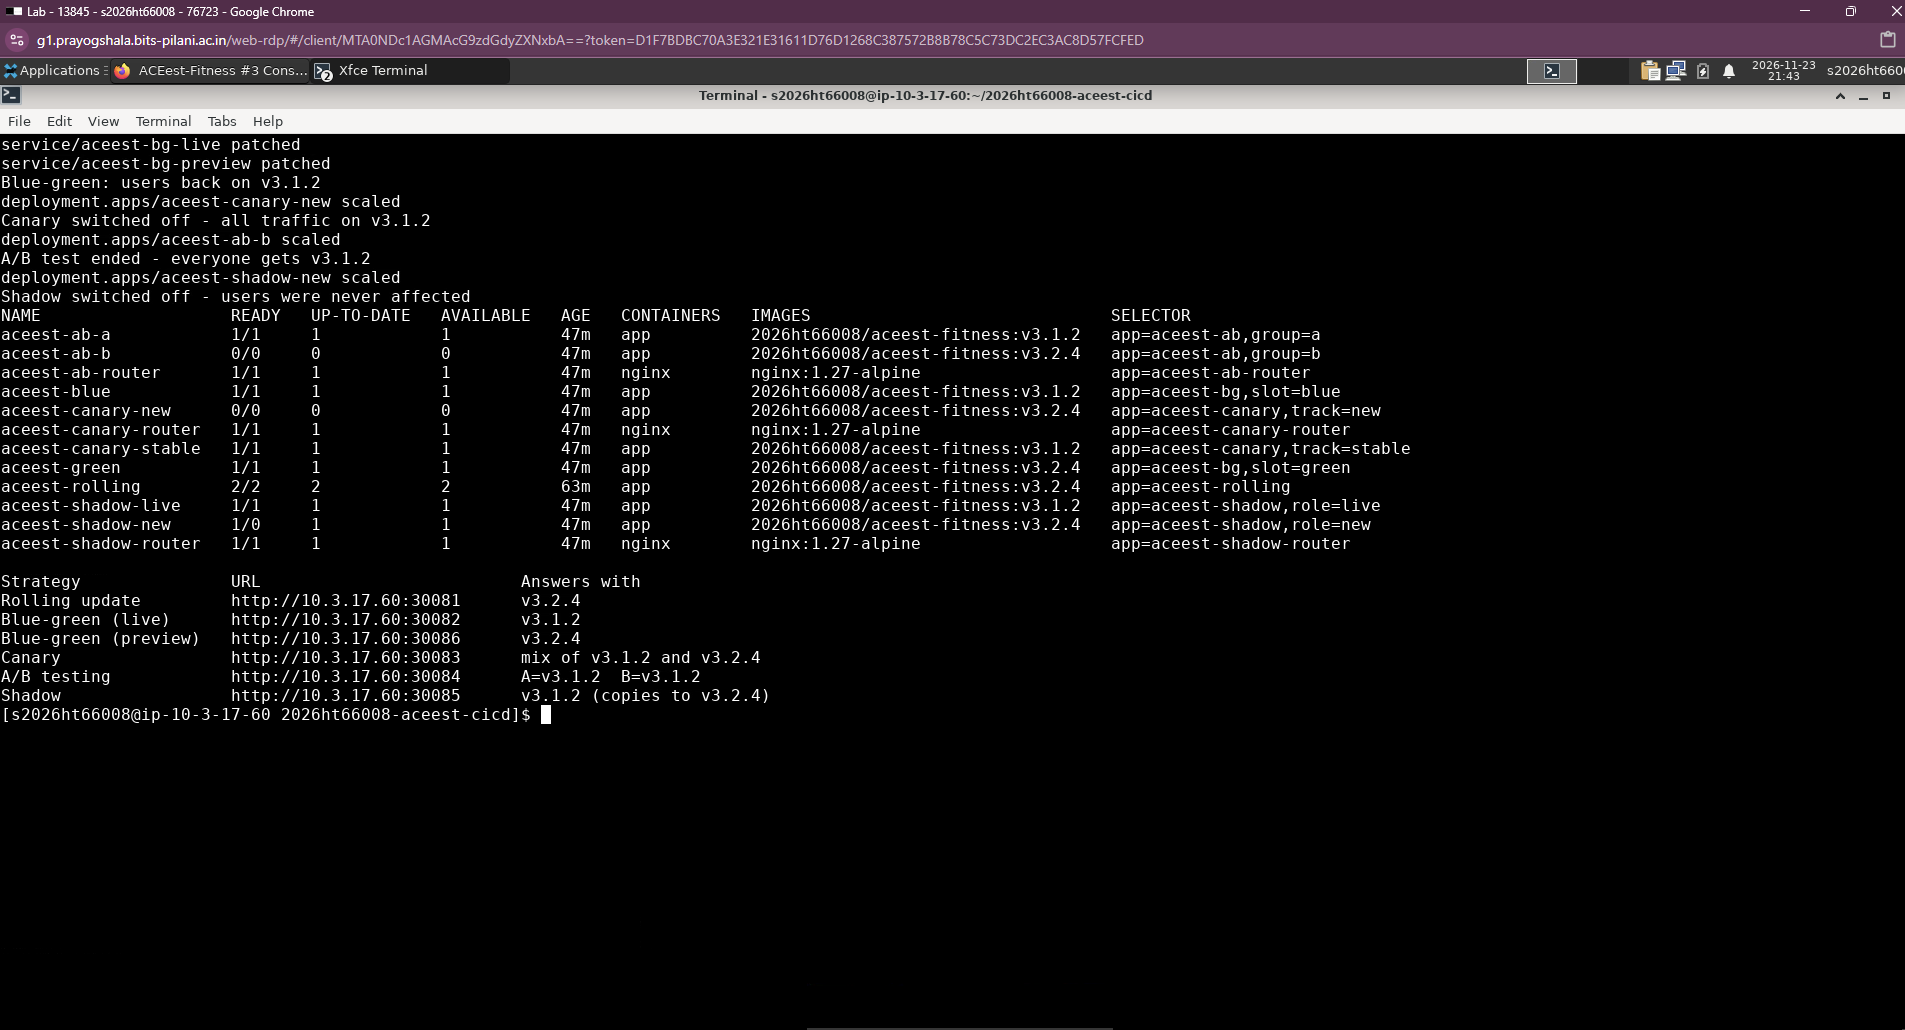 Lab - 13845 - s2026ht66008 - 76723 - Google Chrome
g1.prayogshala.bits-pilani.ac.in/web-rdp/#/client/MTA0NDc1AGMAcG9zdGdyZXNxbA==?token=D1F7BDBC70A3E321E31611D76D1268C387572B8B78C5C73DC2EC3AC8D57FCFED
Applications ACEest-Fitness #3 Cons... Xfce Terminal 2026-11-23 21:43 s2026ht660
Terminal - s2026ht66008@ip-10-3-17-60:~/2026ht66008-aceest-cicd
File Edit View Terminal Tabs Help
service/aceest-bg-live patched
service/aceest-bg-preview patched
Blue-green: users back on v3.1.2
deployment.apps/aceest-canary-new scaled
Canary switched off - all traffic on v3.1.2
deployment.apps/aceest-ab-b scaled
A/B test ended - everyone gets v3.1.2
deployment.apps/aceest-shadow-new scaled
Shadow switched off - users were never affected
NAME READY UP-TO-DATE AVAILABLE AGE CONTAINERS IMAGES SELECTOR
aceest-ab-a 1/1 1 1 47m app 2026ht66008/aceest-fitness:v3.1.2 app=aceest-ab,group=a
aceest-ab-b 0/0 0 0 47m app 2026ht66008/aceest-fitness:v3.2.4 app=aceest-ab,group=b
aceest-ab-router 1/1 1 1 47m nginx nginx:1.27-alpine app=aceest-ab-router
aceest-blue 1/1 1 1 47m app 2026ht66008/aceest-fitness:v3.1.2 app=aceest-bg,slot=blue
aceest-canary-new 0/0 0 0 47m app 2026ht66008/aceest-fitness:v3.2.4 app=aceest-canary,track=new
aceest-canary-router 1/1 1 1 47m nginx nginx:1.27-alpine app=aceest-canary-router
aceest-canary-stable 1/1 1 1 47m app 2026ht66008/aceest-fitness:v3.1.2 app=aceest-canary,track=stable
aceest-green 1/1 1 1 47m app 2026ht66008/aceest-fitness:v3.2.4 app=aceest-bg,slot=green
aceest-rolling 2/2 2 2 63m app 2026ht66008/aceest-fitness:v3.2.4 app=aceest-rolling
aceest-shadow-live 1/1 1 1 47m app 2026ht66008/aceest-fitness:v3.1.2 app=aceest-shadow,role=live
aceest-shadow-new 1/0 1 1 47m app 2026ht66008/aceest-fitness:v3.2.4 app=aceest-shadow,role=new
aceest-shadow-router 1/1 1 1 47m nginx nginx:1.27-alpine app=aceest-shadow-router
Strategy URL Answers with
Rolling update http://10.3.17.60:30081 v3.2.4
Blue-green (live) http://10.3.17.60:30082 v3.1.2
Blue-green (preview) http://10.3.17.60:30086 v3.2.4
Canary http://10.3.17.60:30083 mix of v3.1.2 and v3.2.4
A/B testing http://10.3.17.60:30084 A=v3.1.2 B=v3.1.2
Shadow http://10.3.17.60:30085 v3.1.2 (copies to v3.2.4)
[s2026ht66008@ip-10-3-17-60 2026ht66008-aceest-cicd]$